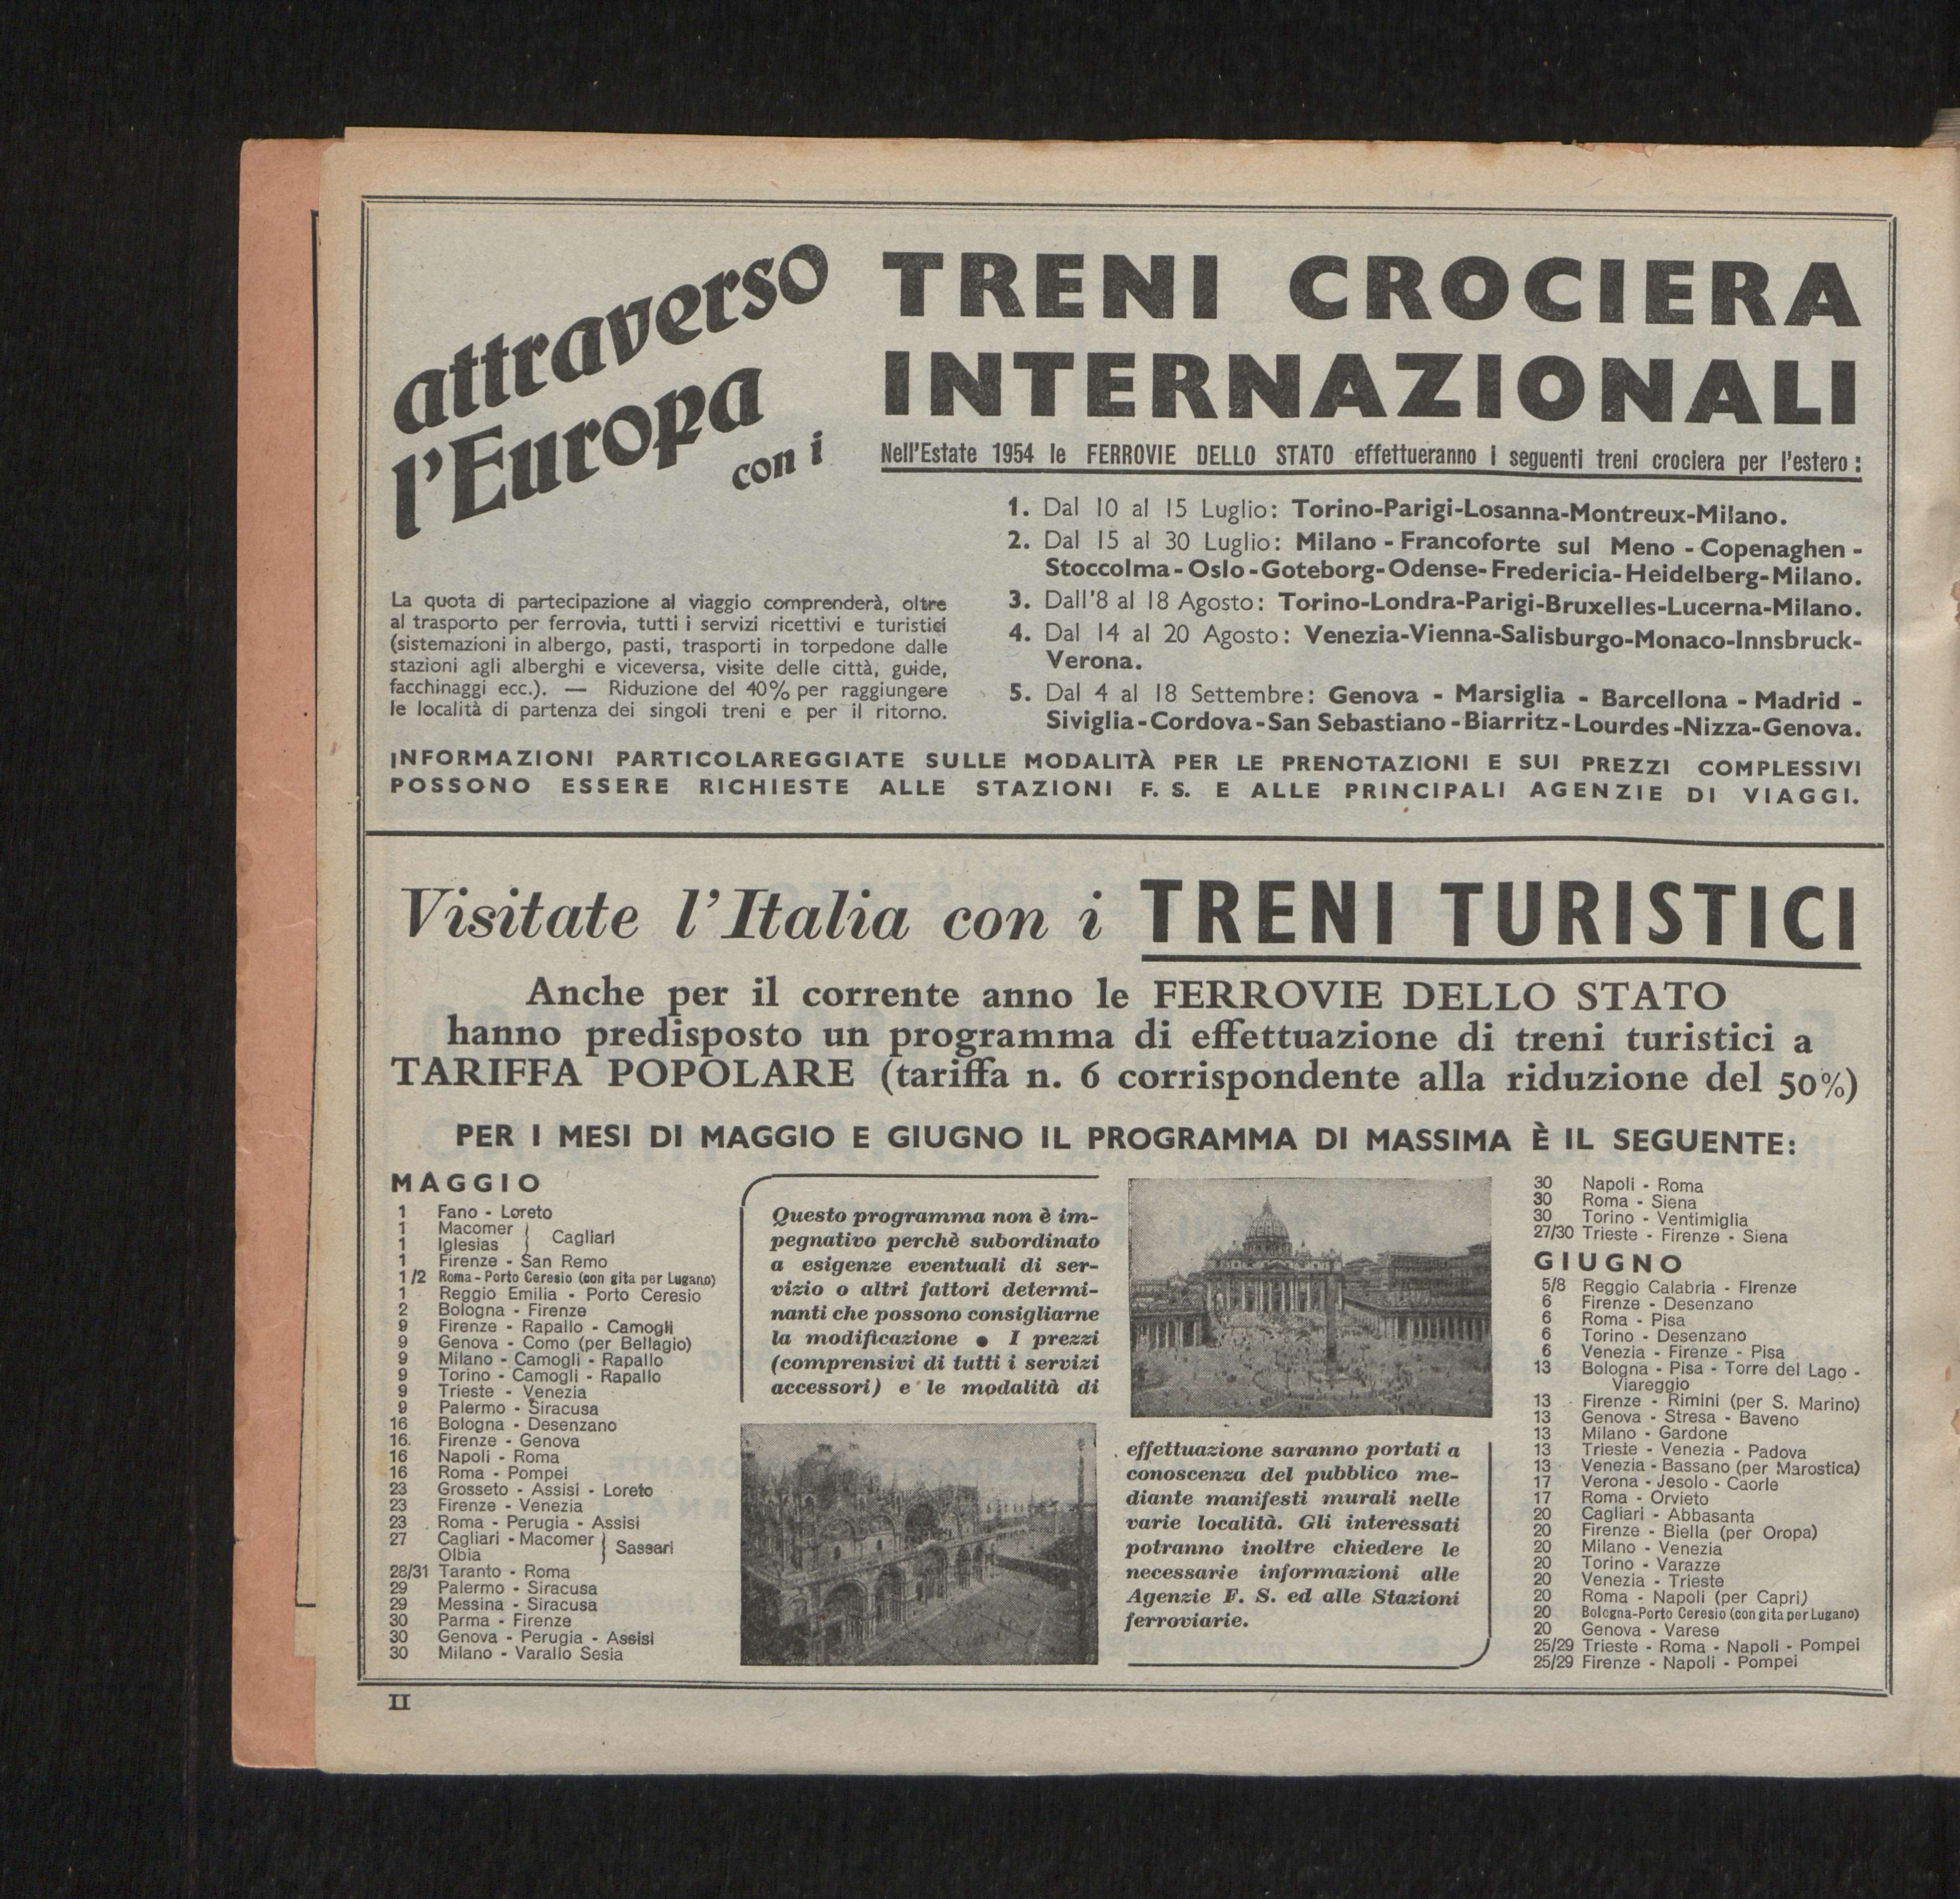 attraverso
l'Europa
con i
TRENI CROCIERA
INTERNAZIONALI
Nell'Estate 1954 le FERROVIE DELLO STATO effettueranno i seguenti treni crociera per l'estero:
1. Dal 10 al 15 Luglio: Torino-Parigi-Losanna-Montreux-Milano.
2. Dal 15 al 30 Luglio: Milano - Francoforte sul Meno - Copenaghen -
Stoccolma - Oslo - Goteborg - Odense - Fredericia - Heidelberg - Milano.
3. Dall'8 al 18 Agosto: Torino-Londra-Parigi-Bruxelles-Lucerna-Milano.
4. Dal 14 al 20 Agosto: Venezia-Vienna-Salisburgo-Monaco-Innsbruck-
Verona.
5. Dal 4 al 18 Settembre: Genova - Marsiglia - Barcellona - Madrid -
Siviglia - Cordova - San Sebastiano - Biarritz - Lourdes - Nizza - Genova.
La quota di partecipazione al viaggio comprenderà, oltre
al trasporto per ferrovia, tutti i servizi ricettivi e turistici
(sistemazioni in albergo, pasti, trasporti in torpedone dalle
stazioni agli alberghi e viceversa, visite delle città, guide,
facchinaggi ecc.). — Riduzione del 40% per raggiungere
le località di partenza dei singoli treni e per il ritorno.
INFORMAZIONI PARTICOLAREGGIATE SULLE MODALITÀ PER LE PRENOTAZIONI E SUI PREZZI COMPLESSIVI
POSSONO ESSERE RICHIESTE ALLE STAZIONI F. S. E ALLE PRINCIPALI AGENZIE DI VIAGGI.
Visitate l'Italia con i TRENI TURISTICI
Anche per il corrente anno le FERROVIE DELLO STATO
hanno predisposto un programma di effettuazione di treni turistici a
TARIFFA POPOLARE (tariffa n. 6 corrispondente alla riduzione del 50%)
PER I MESI DI MAGGIO E GIUGNO IL PROGRAMMA DI MASSIMA È IL SEGUENTE:
MAGGIO
1 Fano - Loreto
1 Macomer
1 Iglesias } Cagliari
1 Firenze - San Remo
1/2 Roma - Porto Ceresio (con gita per Lugano)
1 Reggio Emilia - Porto Ceresio
2 Bologna - Firenze
9 Firenze - Rapallo - Camogli
9 Genova - Como (per Bellagio)
9 Milano - Camogli - Rapallo
9 Torino - Camogli - Rapallo
9 Trieste - Venezia
9 Palermo - Siracusa
16 Bologna - Desenzano
16 Firenze - Genova
16 Napoli - Roma
16 Roma - Pompei
23 Grosseto - Assisi - Loreto
23 Firenze - Venezia
23 Roma - Perugia - Assisi
27 Cagliari - Macomer
Olbia } Sassari
28/31 Taranto - Roma
29 Palermo - Siracusa
29 Messina - Siracusa
30 Parma - Firenze
30 Genova - Perugia - Assisi
30 Milano - Varallo Sesia
Questo programma non è im-
pegnativo perchè subordinato
a esigenze eventuali di ser-
vizio o altri fattori determi-
nanti che possono consigliarne
la modificazione ● I prezzi
(comprensivi di tutti i servizi
accessori) e le modalità di
effettuazione saranno portati a
conoscenza del pubblico me-
diante manifesti murali nelle
varie località. Gli interessati
potranno inoltre chiedere le
necessarie informazioni alle
Agenzie F. S. ed alle Stazioni
ferroviarie.
30 Napoli - Roma
30 Roma - Siena
30 Torino - Ventimiglia
27/30 Trieste - Firenze - Siena
GIUGNO
5/8 Reggio Calabria - Firenze
6 Firenze - Desenzano
6 Roma - Pisa
6 Torino - Desenzano
6 Venezia - Firenze - Pisa
13 Bologna - Pisa - Torre del Lago -
Viareggio
13 Firenze - Rimini (per S. Marino)
13 Genova - Stresa - Baveno
13 Milano - Gardone
13 Trieste - Venezia - Padova
13 Venezia - Bassano (per Marostica)
17 Verona - Jesolo - Caorle
17 Roma - Orvieto
20 Cagliari - Abbasanta
20 Firenze - Biella (per Oropa)
20 Milano - Venezia
20 Torino - Varazze
20 Venezia - Trieste
20 Roma - Napoli (per Capri)
20 Bologna-Porto Ceresio (con gita per Lugano)
20 Genova - Varese
25/29 Trieste - Roma - Napoli - Pompei
25/29 Firenze - Napoli - Pompei
II